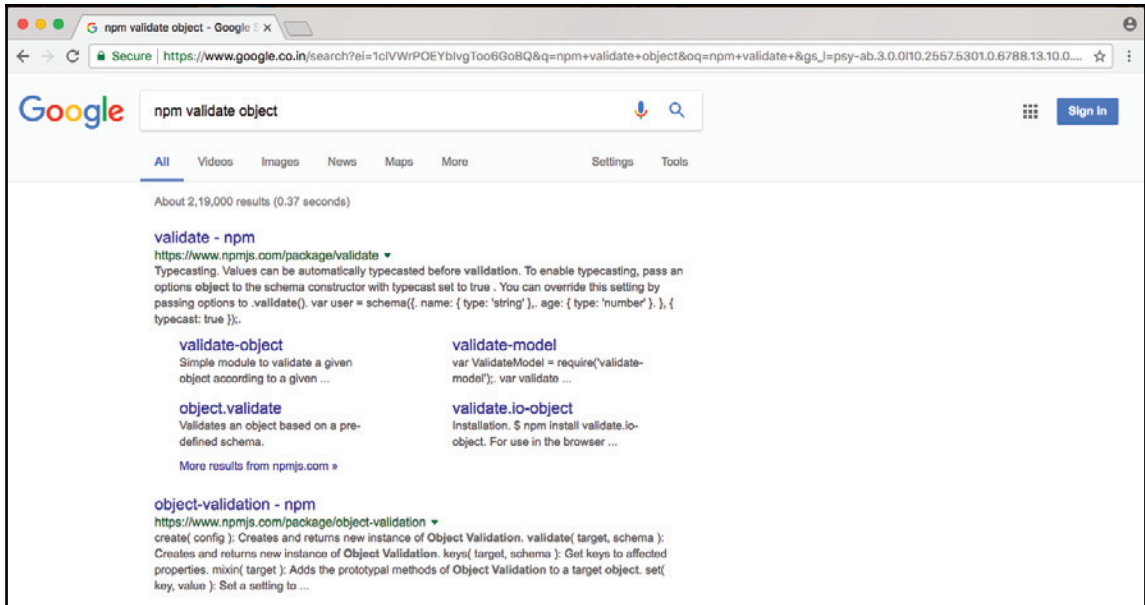 npm validate object - Google S
Secure | https://www.google.co.in/search?ei=1clVWrPOEYbIvgToo6GoBQ&q=npm+validate+object&oq=npm+validate+&gs_l=psy-ab.3.0.0l10.2557.5301.0.6788.13.10.0....
Google
npm validate object
Sign in
All Videos Images News Maps More Settings Tools
About 2,19,000 results (0.37 seconds)
validate - npm
https://www.npmjs.com/package/validate
Typecasting. Values can be automatically typecasted before validation. To enable typecasting, pass an
options object to the schema constructor with typecast set to true . You can override this setting by
passing options to .validate(). var user = schema({. name: { type: 'string' },. age: { type: 'number' }. }, {
typecast: true });.
validate-object
Simple module to validate a given
object according to a given ...
validate-model
var ValidateModel = require('validate-
model');. var validate ...
object.validate
Validates an object based on a pre-
defined schema.
validate.io-object
Installation. $ npm install validate.io-
object. For use in the browser ...
More results from npmjs.com »
object-validation - npm
https://www.npmjs.com/package/object-validation
create( config ): Creates and returns new instance of Object Validation. validate( target, schema ):
Creates and returns new instance of Object Validation. keys( target, schema ): Get keys to affected
properties. mixin( target ): Adds the prototypal methods of Object Validation to a target object. set(
key, value ): Set a setting to ...